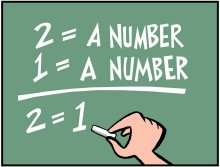 2 = A NUMBER
1 = A NUMBER
2 = 1